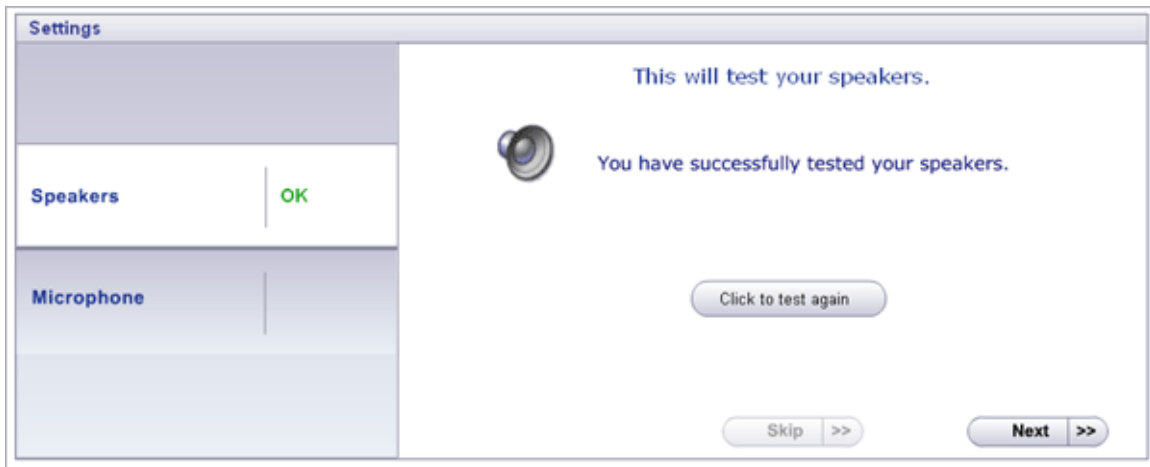 Settings
This will test your speakers.
You have successfully tested your speakers.
Speakers
OK
Microphone
Click to test again
Skip >>
Next >>